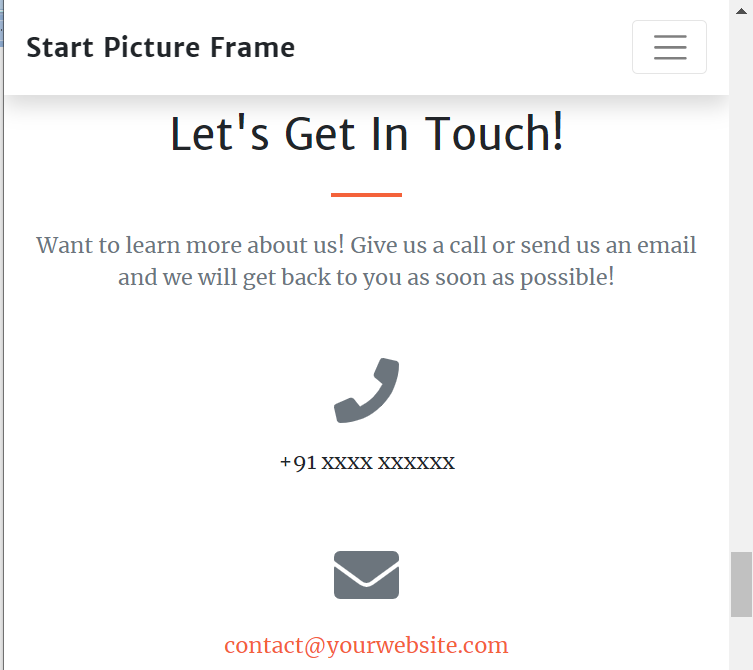 Start Picture Frame
Let's Get In Touch!
Want to learn more about us! Give us a call or send us an email
and we will get back to you as soon as possible!
+91 xxxx xxxxxx
contact@yourwebsite.com